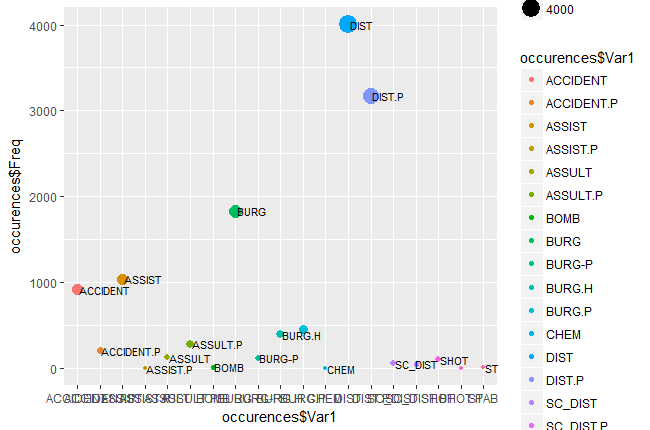 4000
occurences$Var1
ACCIDENT
ACCIDENT.P
ASSIST
ASSIST.P
ASSULT
ASSULT.P
BOMB
BURG
BURG-P
BURG.H
BURG.P
CHEM
DIST
DIST.P
SC_DIST
SC_DIST.P
occurences$Freq
4000
3000
2000
1000
0
DIST
DIST.P
BURG
ASSIST
ACCIDENT
ASSULT.P
BURG.H
ACCIDENT.P
ASSULT
BURG-P
SHOT
SC_DIST
BOMB
ASSIST.P
CHEM
ST
occurences$Var1